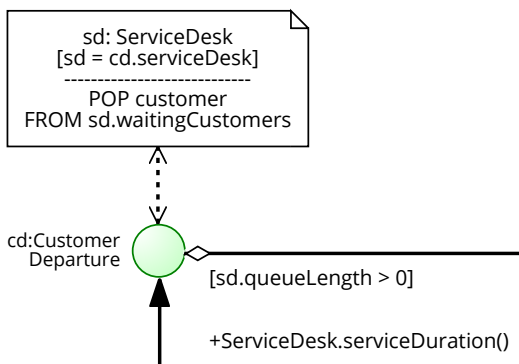 sd: ServiceDesk
[sd = cd.serviceDesk]
----------------------------
POP customer
FROM sd.waitingCustomers
cd:Customer
Departure
[sd.queueLength > 0]
+ServiceDesk.serviceDuration()